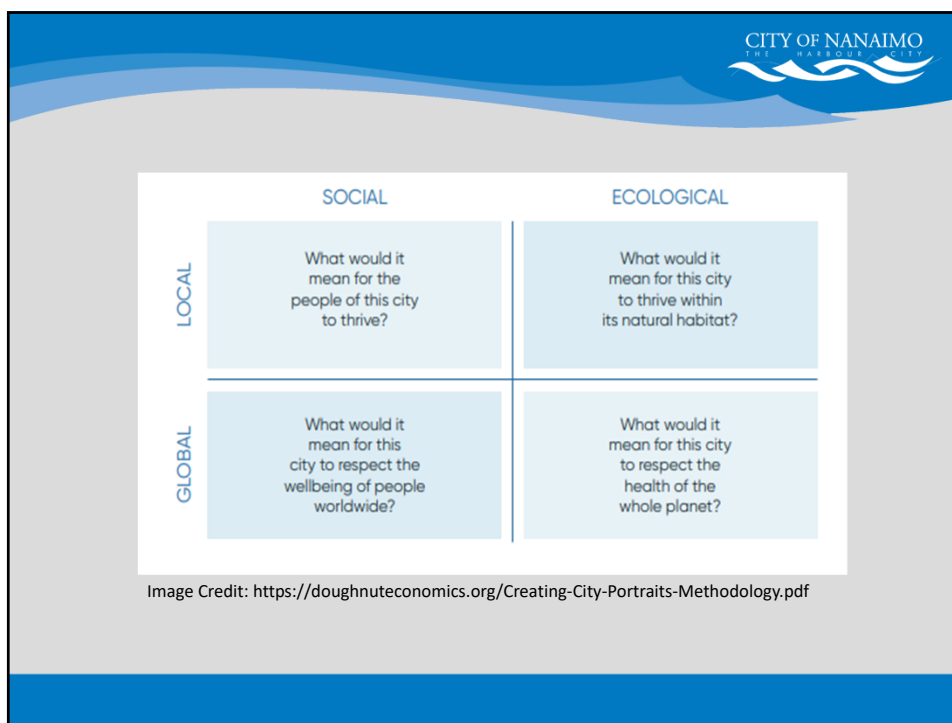 CITY OF NANAIMO
THE HARBOUR CITY
SOCIAL
ECOLOGICAL
LOCAL
What would it
mean for the
people of this city
to thrive?
What would it
mean for this city
to thrive within
its natural habitat?
GLOBAL
What would it
mean for this
city to respect the
wellbeing of people
worldwide?
What would it
mean for this city
to respect the
health of the
whole planet?
Image Credit: https://doughnuteconomics.org/Creating-City-Portraits-Methodology.pdf